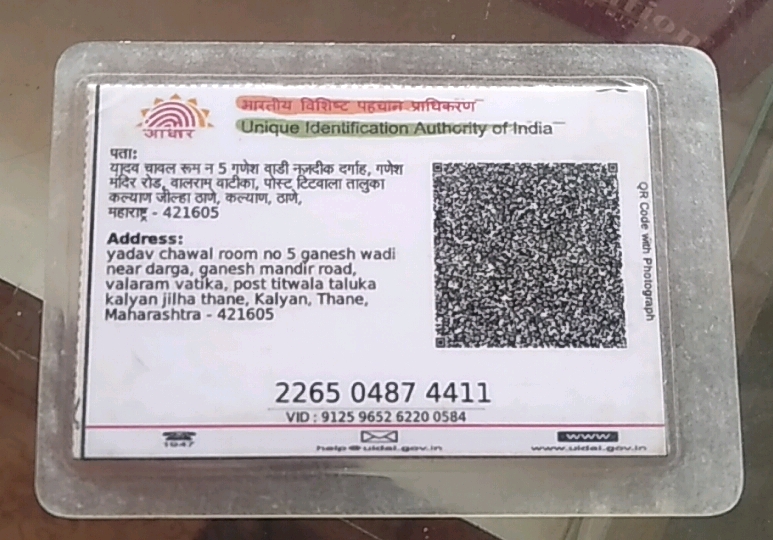 भारतीय विशिष्ट पहचान प्राधिकरण
Unique Identification Authority of India
आधार
पता:
यादव चावल रूम न 5 गणेश वाडी नजदीक दर्गाह, गणेश
मंदिर रोड, वालराम वाटीका, पोस्ट टिटवाला तालुका
कल्याण जील्हा ठाणे, कल्याण, ठाणे,
महाराष्ट्र - 421605
Address:
yadav chawal room no 5 ganesh wadi
near darga, ganesh mandir road,
valaram vatika, post titwala taluka
kalyan jilha thane, Kalyan, Thane,
Maharashtra - 421605
QR Code with Photograph
2265 0487 4411
VID : 9125 9652 6220 0584
1947
help@uidai.gov.in
WWW
www.uidai.gov.in